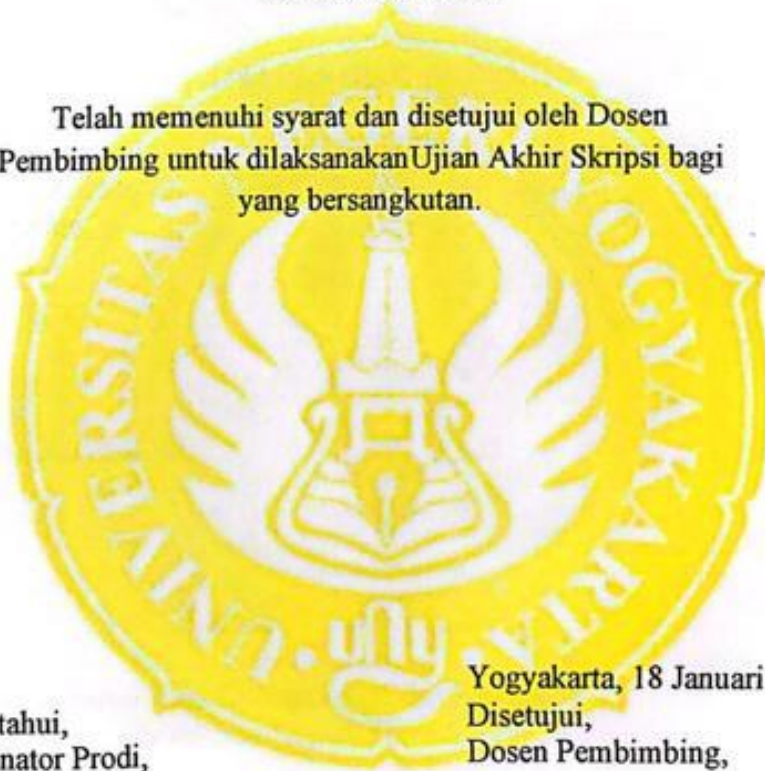 Telah memenuhi syarat dan disetujui oleh Dosen
Pembimbing untuk dilaksanakanUjian Akhir Skripsi bagi
yang bersangkutan.
UNIVERSITAS NEGERI YOGYAKARTA
uny
Yogyakarta, 18 Januari
tahui,
Disetujui,
nator Prodi,
Dosen Pembimbing,